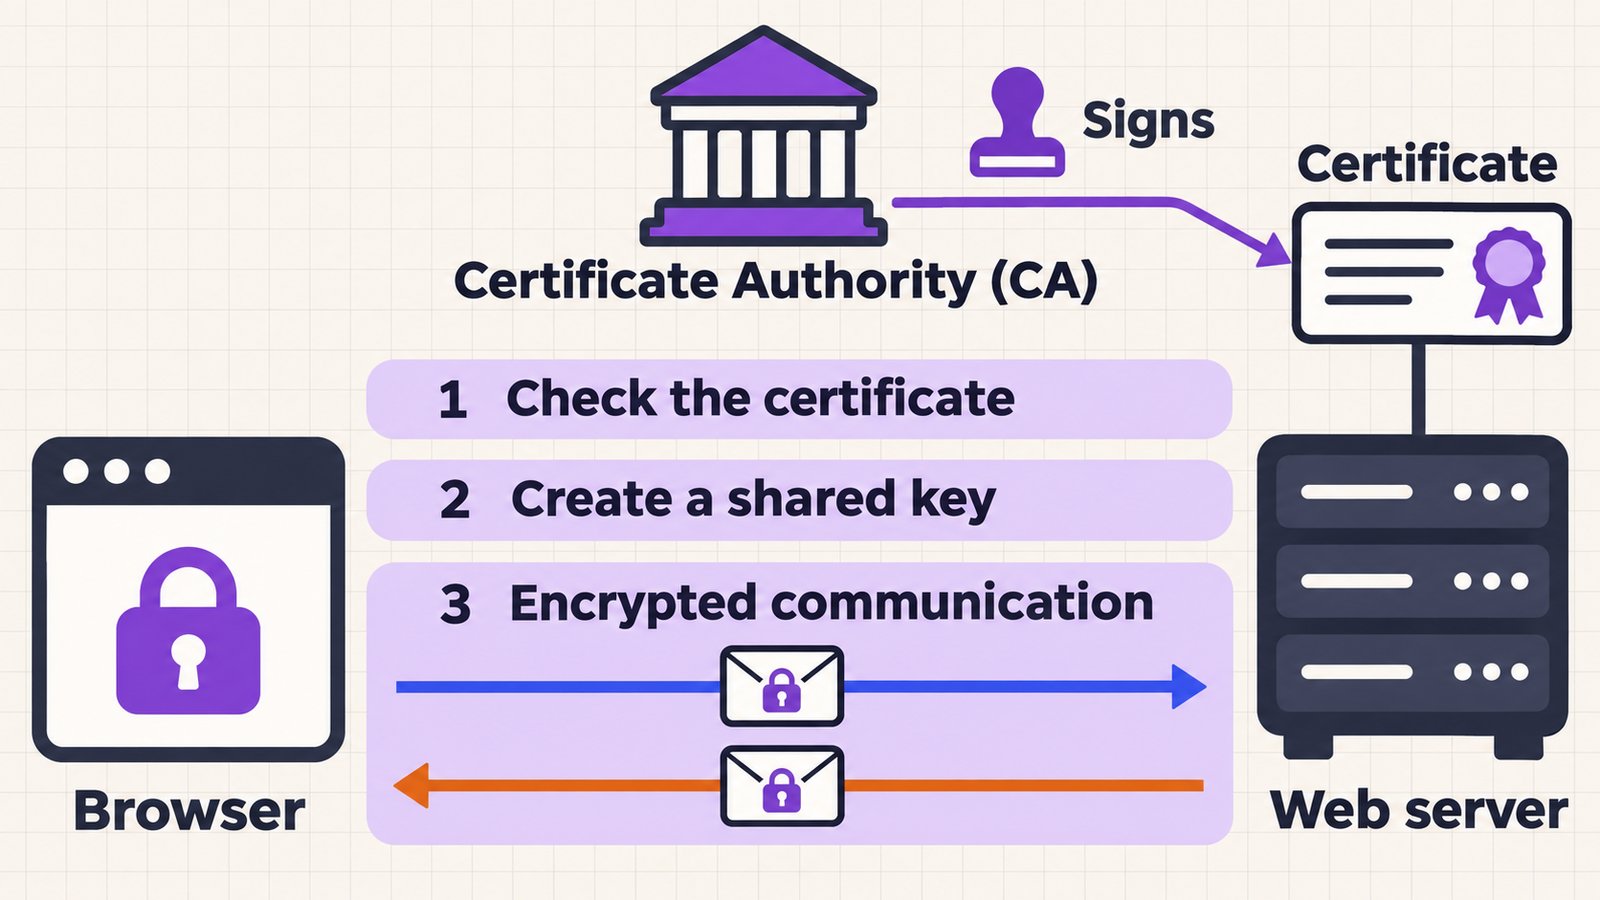 Signs
Certificate
Certificate Authority (CA)
1 Check the certificate
2 Create a shared key
3 Encrypted communication
Browser
Web server